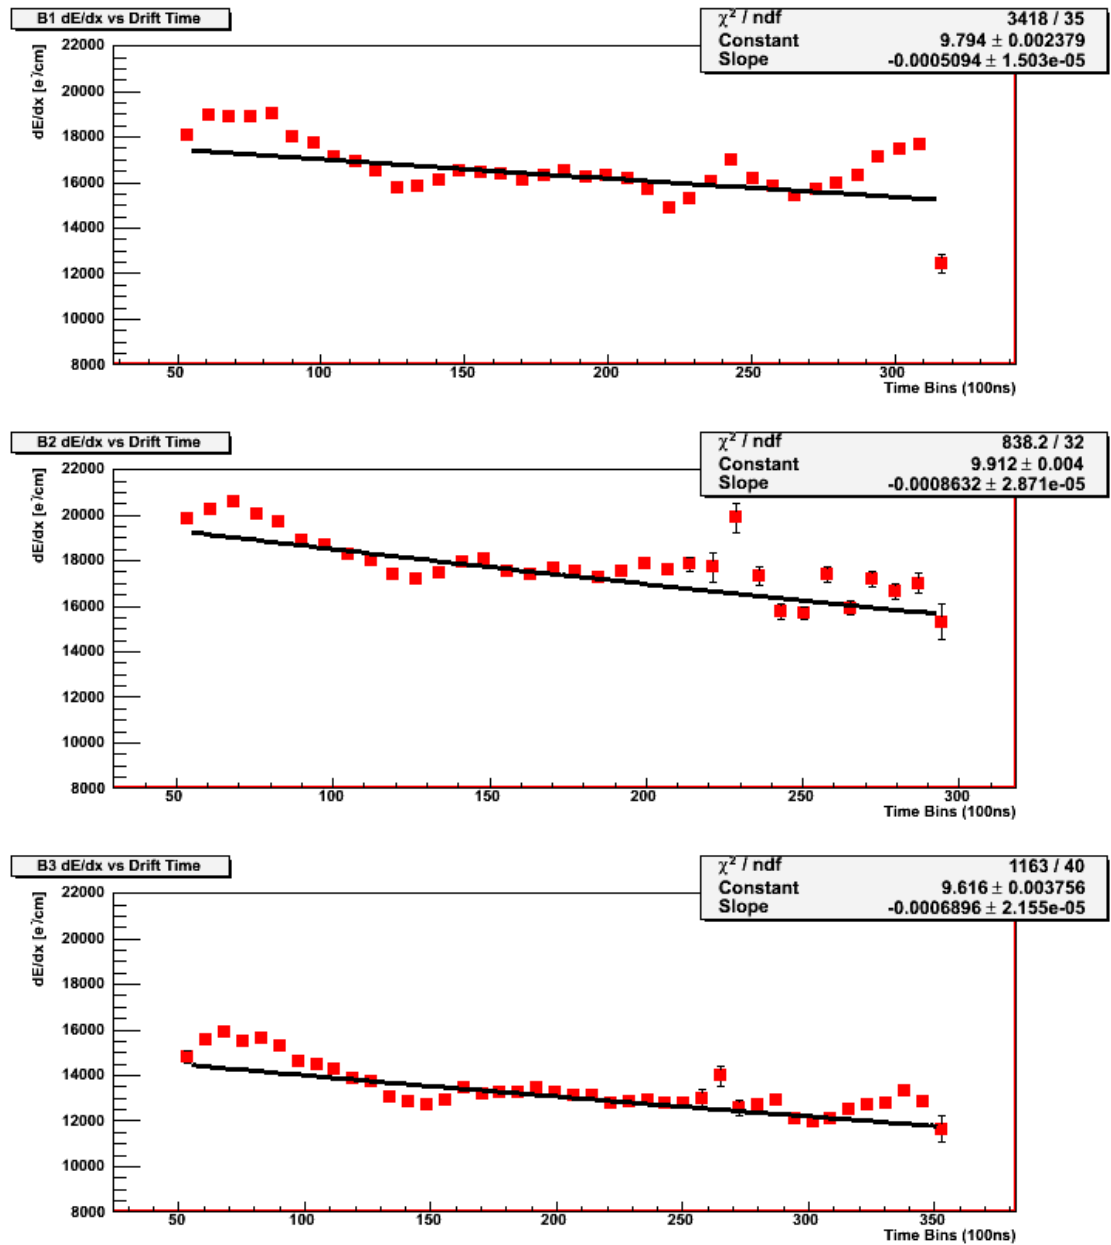 B1 dE/dx vs Drift Time
χ² / ndf 3418 / 35
Constant 9.794 ± 0.002379
Slope -0.0005094 ± 1.503e-05
dE/dx [e⁻/cm]
22000
20000
18000
16000
14000
12000
10000
8000
50 100 150 200 250 300
Time Bins (100ns)
B2 dE/dx vs Drift Time
χ² / ndf 838.2 / 32
Constant 9.912 ± 0.004
Slope -0.0008632 ± 2.871e-05
dE/dx [e⁻/cm]
22000
20000
18000
16000
14000
12000
10000
8000
50 100 150 200 250 300
Time Bins (100ns)
B3 dE/dx vs Drift Time
χ² / ndf 1163 / 40
Constant 9.616 ± 0.003756
Slope -0.0006896 ± 2.155e-05
dE/dx [e⁻/cm]
22000
20000
18000
16000
14000
12000
10000
8000
50 100 150 200 250 300 350
Time Bins (100ns)